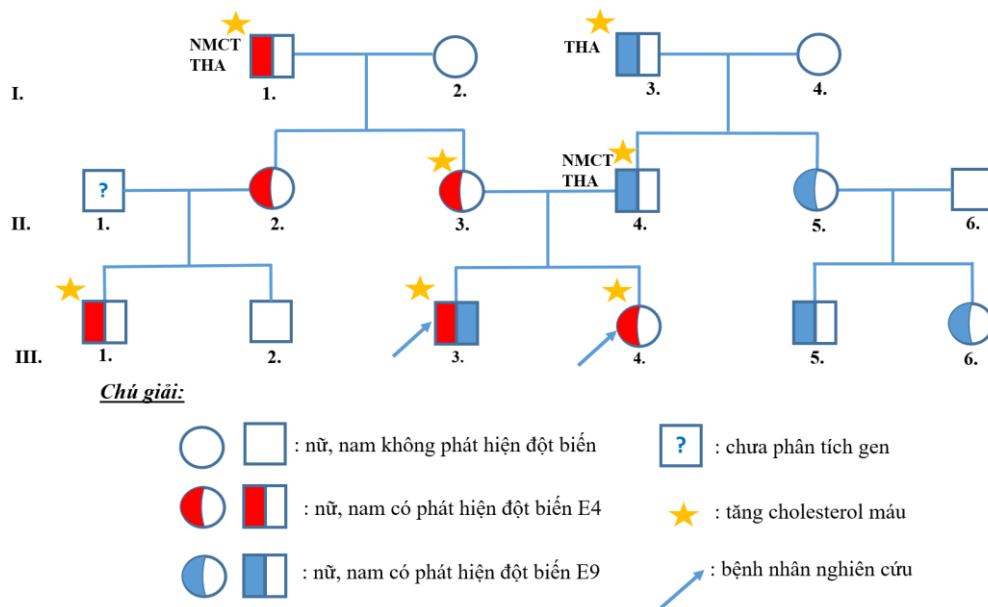 NMCT
THA
THA
I.
1.
2.
3.
4.
NMCT
THA
?
II.
1.
2.
3.
4.
5.
6.
III.
1.
2.
3.
4.
5.
6.
Chú giải:
: nữ, nam không phát hiện đột biến
? : chưa phân tích gen
: nữ, nam có phát hiện đột biến E4
: tăng cholesterol máu
: nữ, nam có phát hiện đột biến E9
: bệnh nhân nghiên cứu